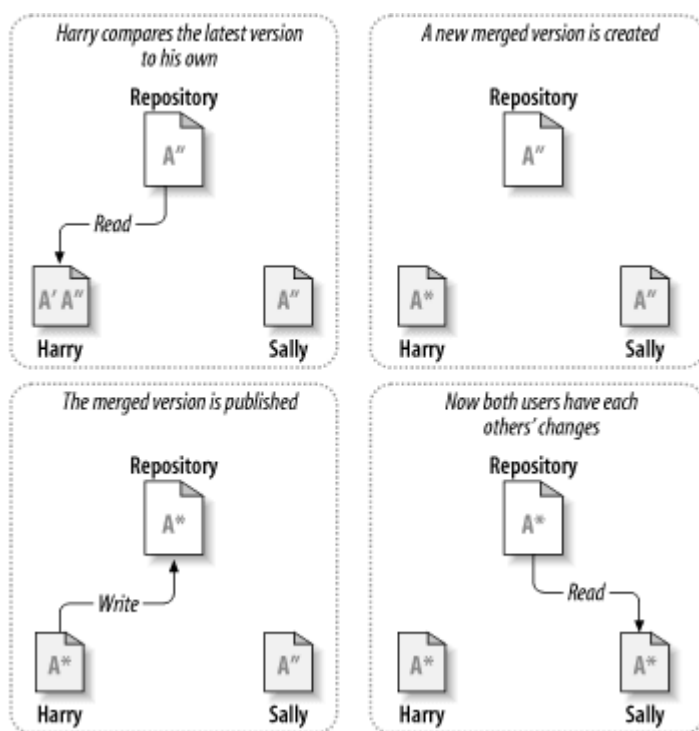 Harry compares the latest version
to his own
Repository
A”
Read
A’ A”
A”
Harry
Sally
A new merged version is created
Repository
A”
A*
A”
Harry
Sally
The merged version is published
Repository
A*
Write
A*
A”
Harry
Sally
Now both users have each
others’ changes
Repository
A*
Read
A*
A*
Harry
Sally